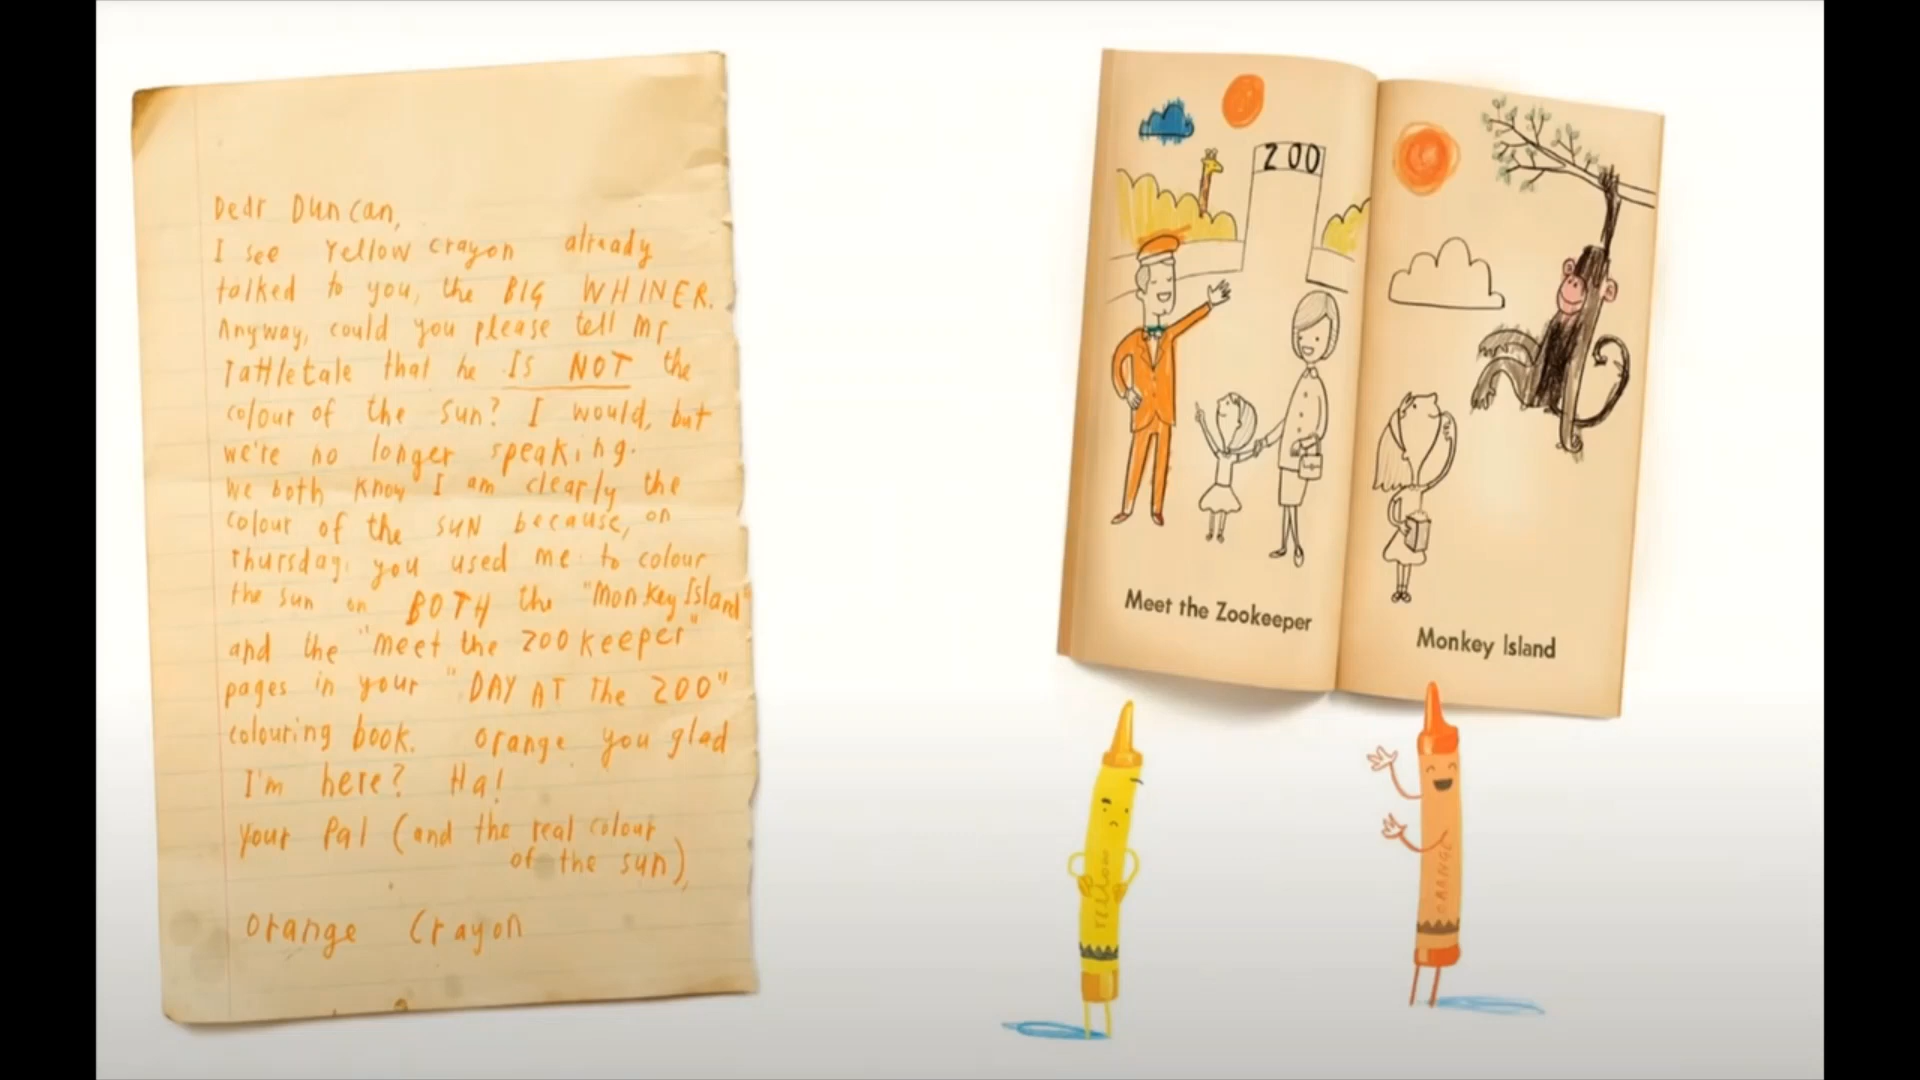 Dear Duncan,
I see Yellow crayon already
talked to you, the BIG WHINER.
Anyway, could you please tell Mr
Tattletale that he IS NOT the
colour of the sun? I would, but
we're no longer speaking.
We both know I am clearly the
colour of the sun because, on
Thursday, you used me to colour
the sun on BOTH the "Monkey Island"
and the "meet the zookeeper"
pages in your "DAY AT The ZOO"
colouring book. Orange you glad
I'm here? Ha!
Your Pal (and the real colour
of the sun),
Orange Crayon
ZOO
Meet the Zookeeper
Monkey Island
YELLOW
ORANGE